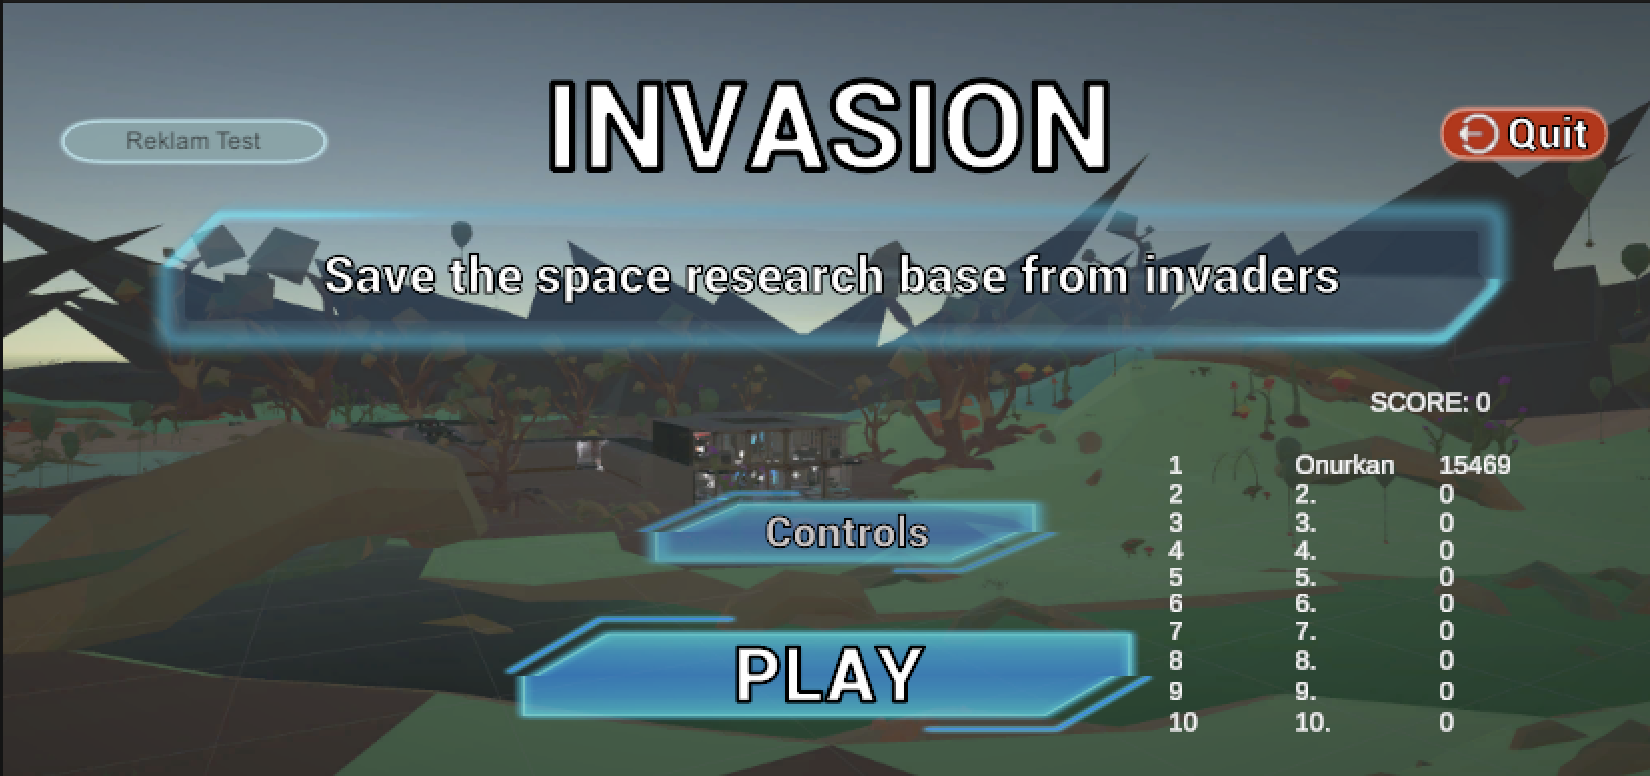 INVASION
Reklam Test
Quit
Save the space research base from invaders
SCORE: 0
1 Onurkan 15469
2 2. 0
3 3. 0
4 4. 0
5 5. 0
6 6. 0
7 7. 0
8 8. 0
9 9. 0
10 10. 0
Controls
PLAY